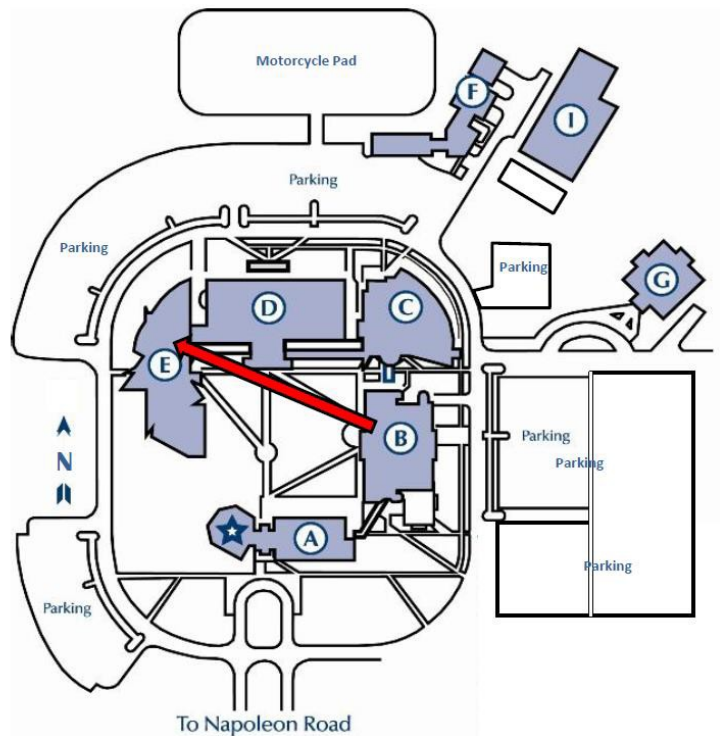 Motorcycle Pad
F
I
Parking
Parking
Parking
G
D
C
E
B
Parking
Parking
N
A
Parking
Parking
To Napoleon Road